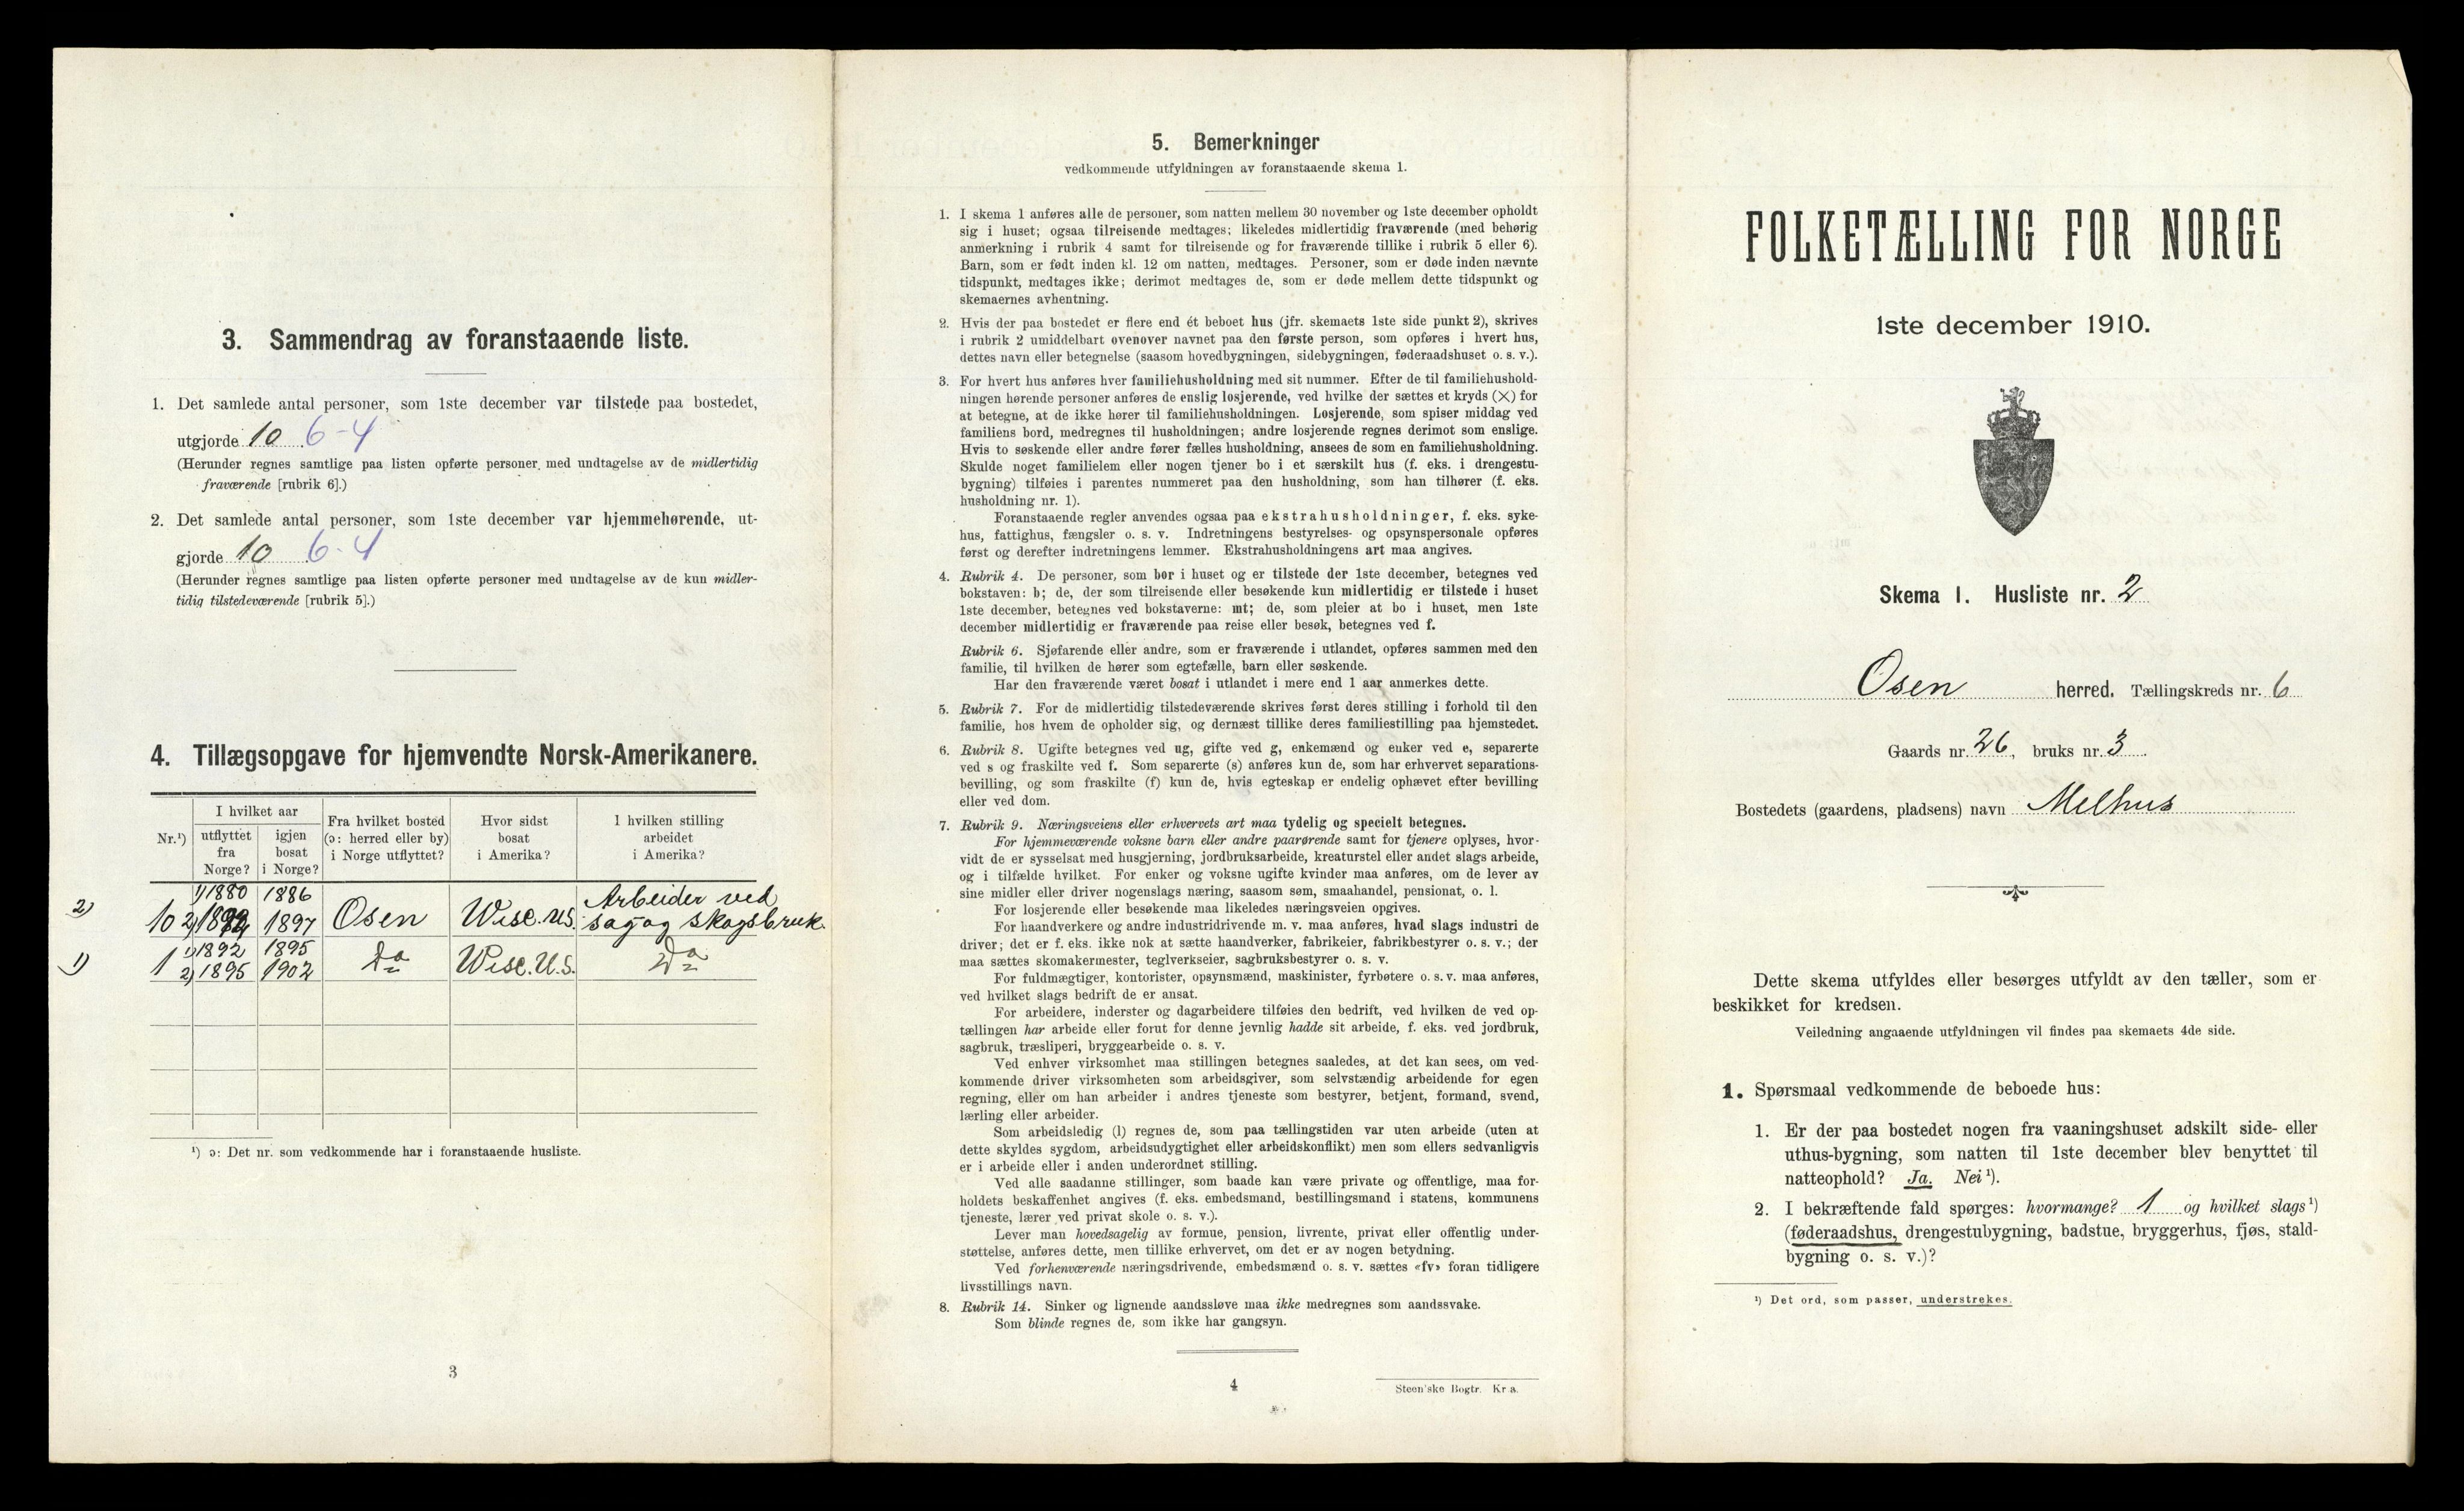 3. Sammendrag av foranstaaende liste.
1. Det samlede antal personer, som 1ste december var tilstede paa bostedet,
utgjorde 10 6-4
(Herunder regnes samtlige paa listen opførte personer med undtagelse av de midlertidig
fraværende [rubrik 6].)
2. Det samlede antal personer, som 1ste december var hjemmehørende, ut-
gjorde 10 6-4
(Herunder regnes samtlige paa listen opførte personer med undtagelse av de kun midler-
tidig tilstedeværende [rubrik 5].)
4. Tillægsopgave for hjemvendte Norsk-Amerikanere.
Nr.¹)
I hvilket aar
utflyttet
fra
Norge?
igjen
bosat
i Norge?
Fra hvilket bosted
(ɔ: herred eller by)
i Norge utflyttet?
Hvor sidst
bosat
i Amerika?
I hvilken stilling
arbeidet
i Amerika?
1) 1880 1886 Arbeider ved
2) 10 2) 1897 Osen Wisc. U.S. sag og skogsbruk.
1) 1892 1895
1) 1 2) 1896 1902 Do Wisc. U.S. Do
¹) ɔ: Det nr. som vedkommende har i foranstaaende husliste.
3
5. Bemerkninger
vedkommende utfyldningen av foranstaaende skema 1.
1. I skema 1 anføres alle de personer, som natten mellem 30 november og 1ste december opholdt
sig i huset; ogsaa tilreisende medtages; likeledes midlertidig fraværende (med behørig
anmerkning i rubrik 4 samt for tilreisende og for fraværende tillike i rubrik 5 eller 6).
Barn, som er født inden kl. 12 om natten, medtages. Personer, som er døde inden nævnte
tidspunkt, medtages ikke; derimot medtages de, som er døde mellem dette tidspunkt og
skemaernes avhentning.
2. Hvis der paa bostedet er flere end ét beboet hus (jfr. skemaets 1ste side punkt 2), skrives
i rubrik 2 umiddelbart ovenover navnet paa den første person, som opføres i hvert hus,
dettes navn eller betegnelse (saasom hovedbygningen, sidebygningen, føderaadshuset o. s. v.).
3. For hvert hus anføres hver familiehusholdning med sit nummer. Efter de til familiehushold-
ningen hørende personer anføres de enslig losjerende, ved hvilke der sættes et kryds (×) for
at betegne, at de ikke hører til familiehusholdningen. Losjerende, som spiser middag ved
familiens bord, medregnes til husholdningen; andre losjerende regnes derimot som enslige.
Hvis to søskende eller andre fører fælles husholdning, ansees de som en familiehusholdning.
Skulde noget familielem eller nogen tjener bo i et særskilt hus (f. eks. i drengestu-
bygning) tilføies i parentes nummeret paa den husholdning, som han tilhører (f. eks.
husholdning nr. 1).
Foranstaaende regler anvendes ogsaa paa ekstrahusholdninger, f. eks. syke-
hus, fattighus, fængsler o. s. v. Indretningens bestyrelses- og opsynspersonale opføres
først og derefter indretningens lemmer. Ekstrahusholdningens art maa angives.
4. Rubrik 4. De personer, som bor i huset og er tilstede der 1ste december, betegnes ved
bokstaven: b; de, der som tilreisende eller besøkende kun midlertidig er tilstede i huset
1ste december, betegnes ved bokstaverne: mt; de, som pleier at bo i huset, men 1ste
december midlertidig er fraværende paa reise eller besøk, betegnes ved f.
Rubrik 6. Sjøfarende eller andre, som er fraværende i utlandet, opføres sammen med den
familie, til hvilken de hører som egtefælle, barn eller søskende.
Har den fraværende været bosat i utlandet i mere end 1 aar anmerkes dette.
5. Rubrik 7. For de midlertidig tilstedeværende skrives først deres stilling i forhold til den
familie, hos hvem de opholder sig, og dernæst tillike deres familiestilling paa hjemstedet.
6. Rubrik 8. Ugifte betegnes ved ug, gifte ved g, enkemænd og enker ved e, separerte
ved s og fraskilte ved f. Som separerte (s) anføres kun de, som har erhvervet separations-
bevilling, og som fraskilte (f) kun de, hvis egteskap er endelig ophævet efter bevilling
eller ved dom.
7. Rubrik 9. Næringsveiens eller erhvervets art maa tydelig og specielt betegnes.
For hjemmeværende voksne barn eller andre paarørende samt for tjenere oplyses, hvor-
vidt de er sysselsat med husgjerning, jordbruksarbeide, kreaturstel eller andet slags arbeide,
og i tilfælde hvilket. For enker og voksne ugifte kvinder maa anføres, om de lever av
sine midler eller driver nogenslags næring, saasom søm, smaahandel, pensionat, o. l.
For losjerende eller besøkende maa likeledes næringsveien opgives.
For haandverkere og andre industridrivende m. v. maa anføres, hvad slags industri de
driver; det er f. eks. ikke nok at sætte haandverker, fabrikeier, fabrikbestyrer o. s. v.; der
maa sættes skomakermester, teglverkseier, sagbruksbestyrer o. s. v.
For fuldmægtiger, kontorister, opsynsmænd, maskinister, fyrbøtere o. s. v. maa anføres,
ved hvilket slags bedrift de er ansat.
For arbeidere, inderster og dagarbeidere tilføies den bedrift, ved hvilken de ved op-
tællingen har arbeide eller forut for denne jevnlig hadde sit arbeide, f. eks. ved jordbruk,
sagbruk, træsliperi, bryggearbeide o. s. v.
Ved enhver virksomhet maa stillingen betegnes saaledes, at det kan sees, om ved-
kommende driver virksomheten som arbeidsgiver, som selvstændig arbeidende for egen
regning, eller om han arbeider i andres tjeneste som bestyrer, betjent, formand, svend,
lærling eller arbeider.
Som arbeidsledig (l) regnes de, som paa tællingstiden var uten arbeide (uten at
dette skyldes sygdom, arbeidsudygtighet eller arbeidskonflikt) men som ellers sedvanligvis
er i arbeide eller i anden underordnet stilling.
Ved alle saadanne stillinger, som baade kan være private og offentlige, maa for-
holdets beskaffenhet angives (f. eks. embedsmand, bestillingsmand i statens, kommunens
tjeneste, lærer ved privat skole o. s. v.).
Lever man hovedsagelig av formue, pension, livrente, privat eller offentlig under-
støttelse, anføres dette, men tillike erhvervet, om det er av nogen betydning.
Ved forhenværende næringsdrivende, embedsmænd o. s. v. sættes «fv» foran tidligere
livsstillings navn.
8. Rubrik 14. Sinker og lignende aandssløve maa ikke medregnes som aandssvake.
Som blinde regnes de, som ikke har gangsyn.
4
Steen'ske Bogtr. Kr.a.
FOLKETÆLLING FOR NORGE
1ste december 1910.
Skema I. Husliste nr. 2
Osen herred. Tællingskreds nr. 6
Gaards nr. 26, bruks nr. 3.
Bostedets (gaardens, pladsens) navn Melhus
Dette skema utfyldes eller besørges utfyldt av den tæller, som er
beskikket for kredsen.
Veiledning angaaende utfyldningen vil findes paa skemaets 4de side.
1. Spørsmaal vedkommende de beboede hus:
1. Er der paa bostedet nogen fra vaaningshuset adskilt side- eller
uthus-bygning, som natten til 1ste december blev benyttet til
natteophold? Ja. Nei ¹).
2. I bekræftende fald spørges: hvormange? 1 og hvilket slags ¹)
(føderaadshus, drengestubygning, badstue, bryggerhus, fjøs, stald-
bygning o. s. v.)?
¹) Det ord, som passer, understrekes.